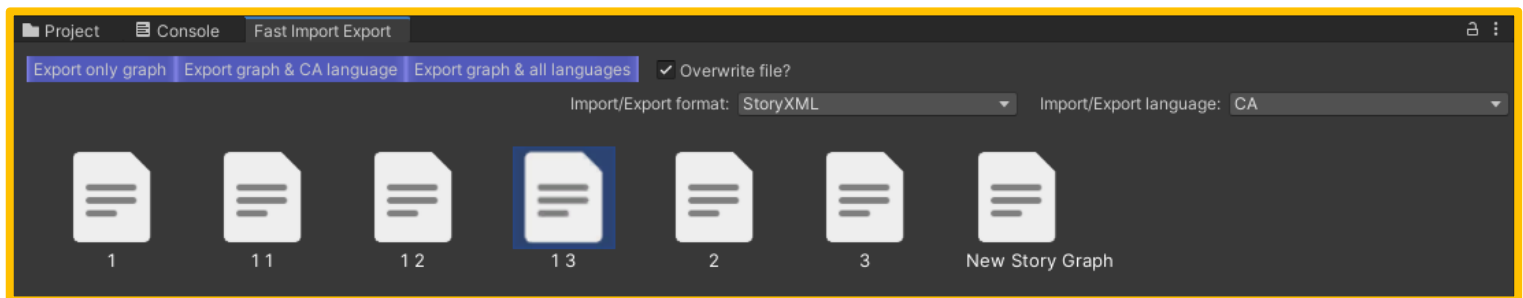 Project Console Fast Import Export
Export only graph Export graph & CA language Export graph & all languages Overwrite file?
Import/Export format: StoryXML Import/Export language: CA
1 1 1 1 2 1 3 2 3 New Story Graph